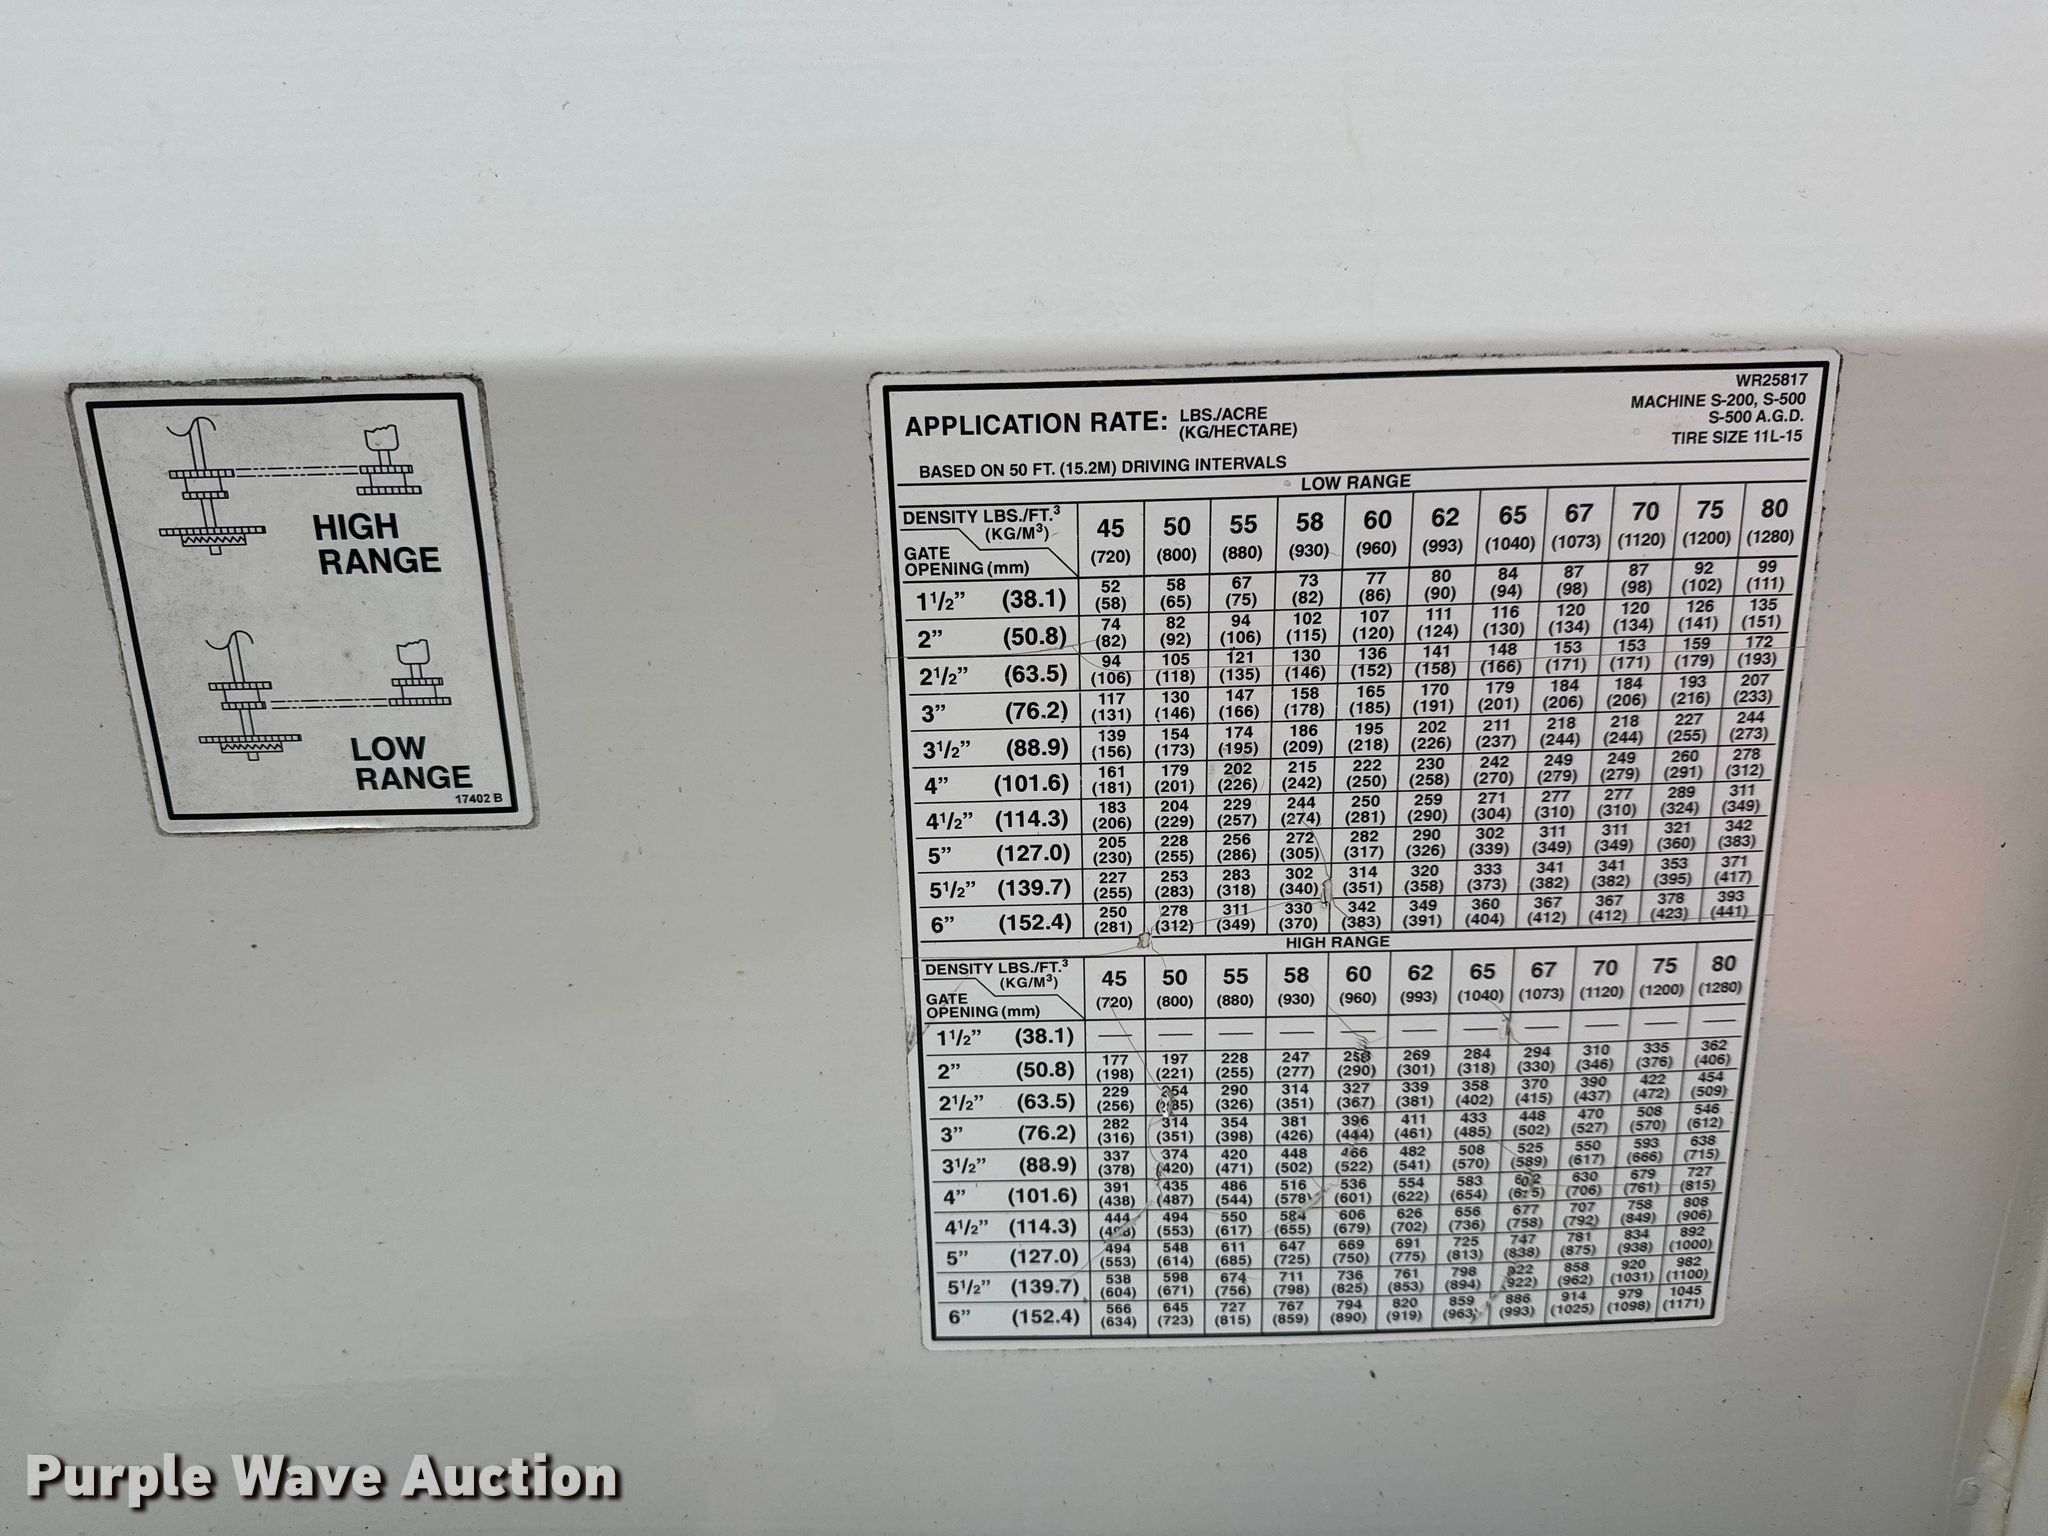 HIGH
RANGE
LOW
RANGE
17402 B
WR25817
MACHINE S-200, S-500
S-500 A.G.D.
TIRE SIZE 11L-15
APPLICATION RATE: LBS./ACRE
(KG/HECTARE)
BASED ON 50 FT. (15.2M) DRIVING INTERVALS
LOW RANGE
DENSITY LBS./FT.³ 45 50 55 58 60 62 65 67 70 75 80
(KG/M³) (720) (800) (880) (930) (960) (993) (1040) (1073) (1120) (1200) (1280)
GATE
OPENING (mm)
1 1/2" (38.1) 52 58 67 73 77 80 84 87 87 92 99
(58) (65) (75) (82) (86) (90) (94) (98) (98) (102) (111)
2" (50.8) 74 82 94 102 107 111 116 120 120 126 135
(82) (92) (106) (115) (120) (124) (130) (134) (134) (141) (151)
2 1/2" (63.5) 94 105 121 130 136 141 148 153 153 159 172
(106) (118) (135) (146) (152) (158) (166) (171) (171) (179) (193)
3" (76.2) 117 130 147 158 165 170 179 184 184 193 207
(131) (146) (166) (178) (185) (191) (201) (206) (206) (216) (233)
3 1/2" (88.9) 139 154 174 186 195 202 211 218 218 227 244
(156) (173) (195) (209) (218) (226) (237) (244) (244) (255) (273)
4" (101.6) 161 179 202 215 222 230 242 249 249 260 278
(181) (201) (226) (242) (250) (258) (270) (279) (279) (291) (312)
4 1/2" (114.3) 183 204 229 244 250 259 271 277 277 289 311
(206) (229) (257) (274) (281) (290) (304) (310) (310) (324) (349)
5" (127.0) 205 228 256 272 282 290 302 311 311 321 342
(230) (255) (286) (305) (317) (326) (339) (349) (349) (360) (383)
5 1/2" (139.7) 227 253 283 302 314 320 333 341 341 353 371
(255) (283) (318) (340) (351) (358) (373) (382) (382) (395) (417)
6" (152.4) 250 278 311 330 342 349 360 367 367 378 393
(281) (312) (349) (370) (383) (391) (404) (412) (412) (423) (441)
HIGH RANGE
DENSITY LBS./FT.³ 45 50 55 58 60 62 65 67 70 75 80
(KG/M³) (720) (800) (880) (930) (960) (993) (1040) (1073) (1120) (1200) (1280)
GATE
OPENING (mm)
1 1/2" (38.1) — — — — — — — — — — —
2" (50.8) 177 197 228 247 258 269 284 294 310 335 362
(198) (221) (255) (277) (290) (301) (318) (330) (346) (376) (406)
2 1/2" (63.5) 229 254 290 314 327 339 358 370 390 422 454
(256) (285) (326) (351) (367) (381) (402) (415) (437) (472) (509)
3" (76.2) 282 314 354 381 396 411 433 448 470 508 546
(316) (351) (398) (426) (444) (461) (485) (502) (527) (570) (612)
3 1/2" (88.9) 337 374 420 448 466 482 508 525 550 593 638
(378) (420) (471) (502) (522) (541) (570) (589) (617) (666) (715)
4" (101.6) 391 435 486 516 536 554 583 602 630 679 727
(438) (487) (544) (578) (601) (622) (654) (675) (706) (761) (815)
4 1/2" (114.3) 444 494 550 584 606 626 656 677 707 758 808
(498) (553) (617) (655) (679) (702) (736) (758) (792) (849) (906)
5" (127.0) 494 548 611 647 669 691 725 747 781 834 892
(553) (614) (685) (725) (750) (775) (813) (838) (875) (938) (1000)
5 1/2" (139.7) 538 598 674 711 736 761 798 822 858 920 982
(604) (671) (756) (798) (825) (853) (894) (922) (962) (1031) (1100)
6" (152.4) 566 645 727 767 794 820 859 886 914 979 1045
(634) (723) (815) (859) (890) (919) (963) (993) (1025) (1098) (1171)
Purple Wave Auction